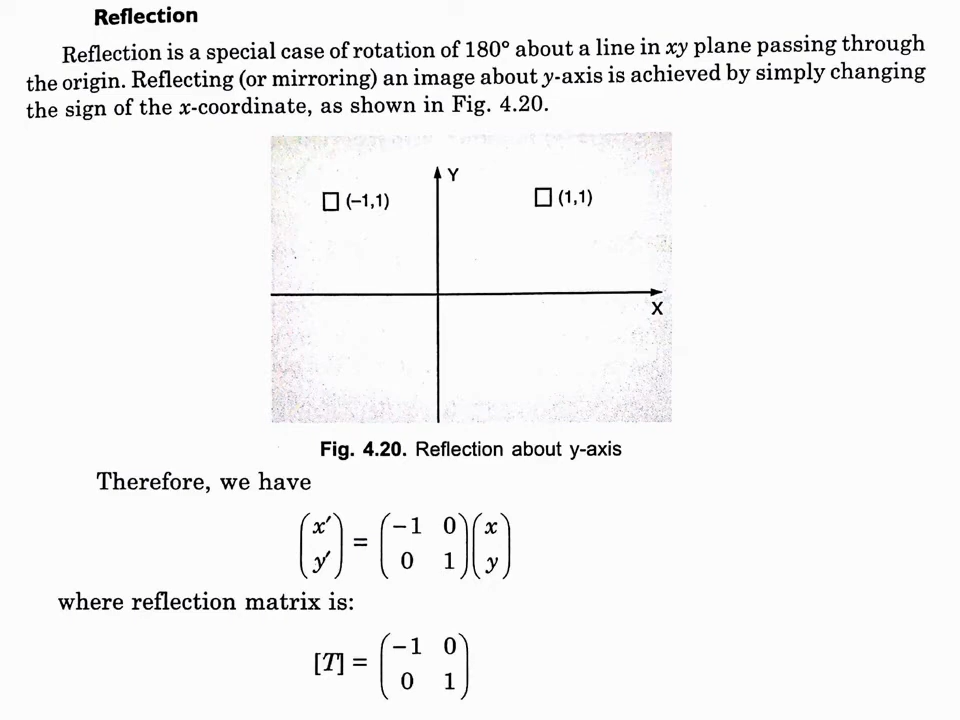 Reflection
Reflection is a special case of rotation of 180° about a line in xy plane passing through
the origin. Reflecting (or mirroring) an image about y-axis is achieved by simply changing
the sign of the x-coordinate, as shown in Fig. 4.20.
Y
(–1,1)
(1,1)
X
Fig. 4.20. Reflection about y-axis
Therefore, we have
(x′ y′) = (−1 0 0 1)(x y)
where reflection matrix is:
[T] = (−1 0 0 1)